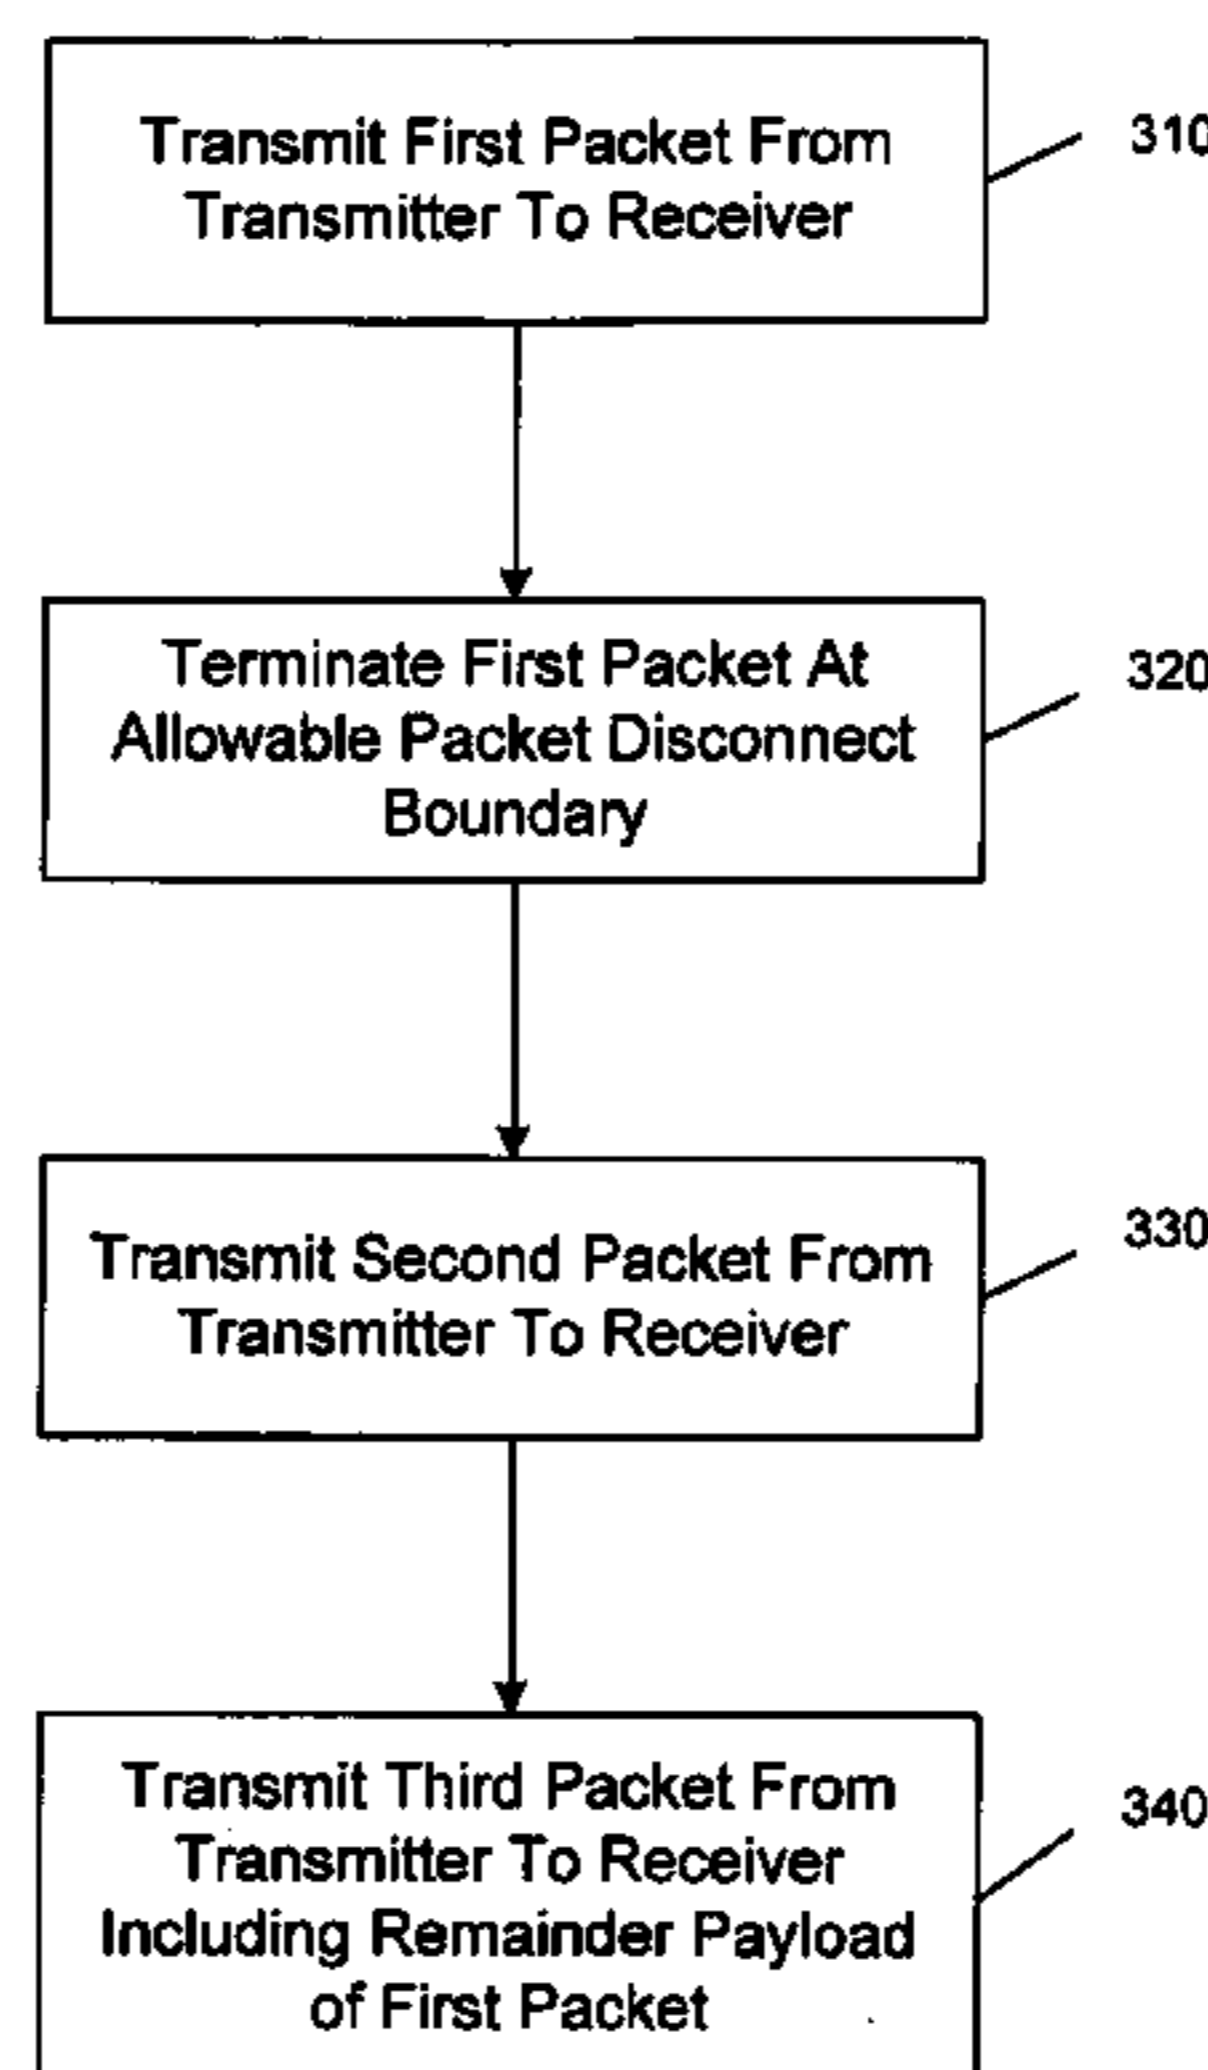 Transmit First Packet From
Transmitter To Receiver
310
Terminate First Packet At
Allowable Packet Disconnect
Boundary
320
Transmit Second Packet From
Transmitter To Receiver
330
Transmit Third Packet From
Transmitter To Receiver
Including Remainder Payload
of First Packet
340